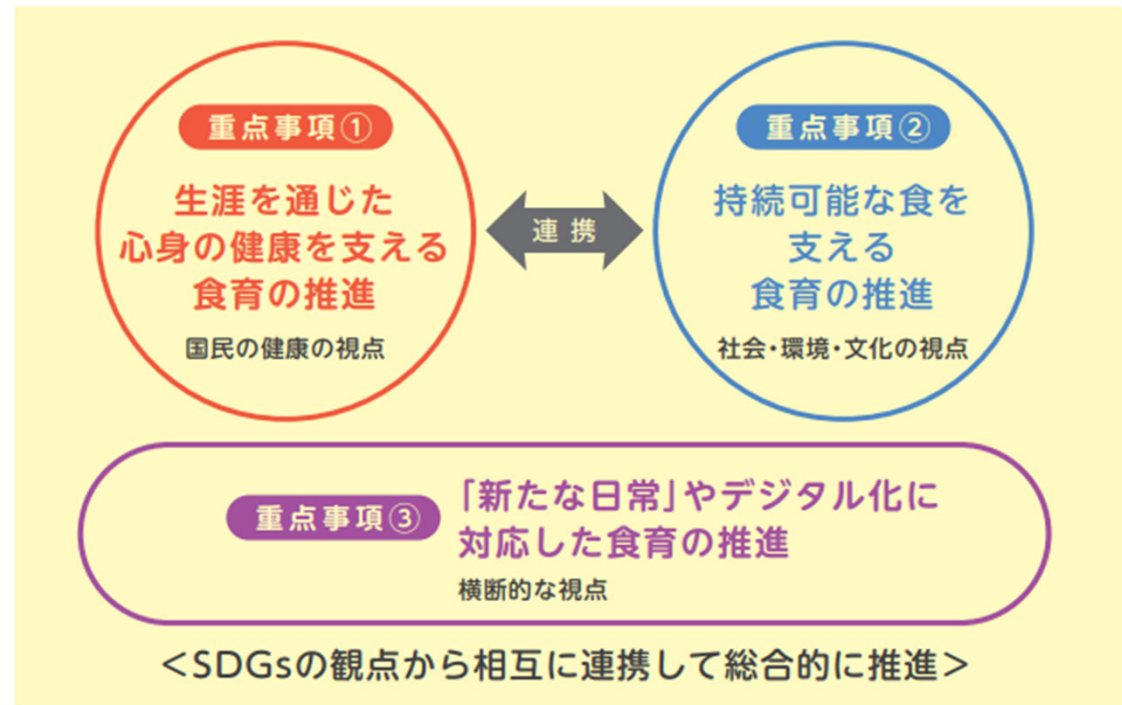 重点事項①
生涯を通じた
心身の健康を支える
食育の推進
国民の健康の視点
連携
重点事項②
持続可能な食を
支える
食育の推進
社会・環境・文化の視点
重点事項③
「新たな日常」やデジタル化に
対応した食育の推進
横断的な視点
＜SDGsの観点から相互に連携して総合的に推進＞